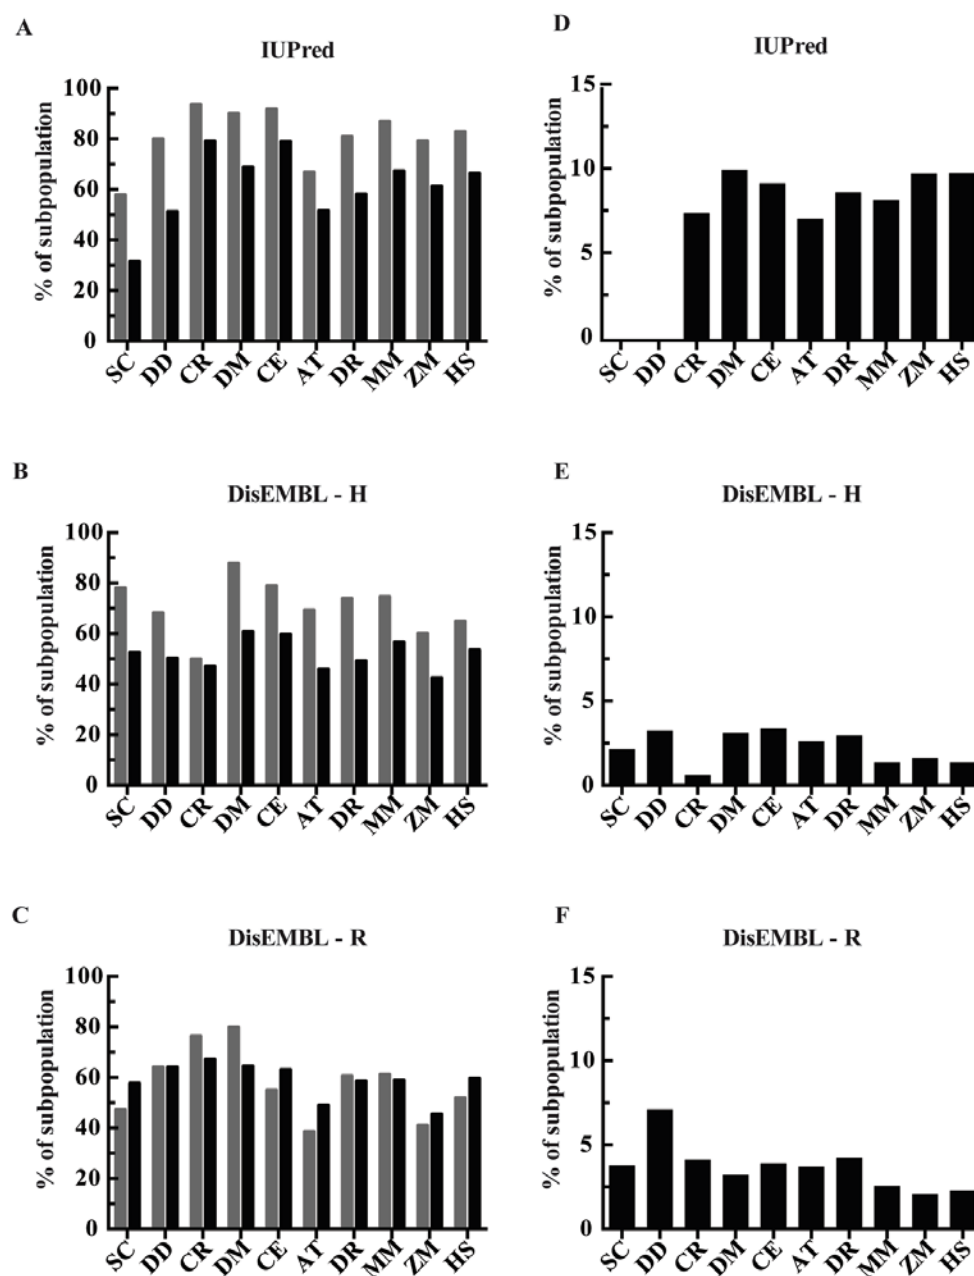 A
IUPred
% of subpopulation
100
80
60
40
20
0
SC DD CR DM CE AT DR MM ZM HS
D
IUPred
% of subpopulation
15
10
5
0
SC DD CR DM CE AT DR MM ZM HS
B
DisEMBL - H
% of subpopulation
100
80
60
40
20
0
SC DD CR DM CE AT DR MM ZM HS
E
DisEMBL - H
% of subpopulation
15
10
5
0
SC DD CR DM CE AT DR MM ZM HS
C
DisEMBL - R
% of subpopulation
100
80
60
40
20
0
SC DD CR DM CE AT DR MM ZM HS
F
DisEMBL - R
% of subpopulation
15
10
5
0
SC DD CR DM CE AT DR MM ZM HS